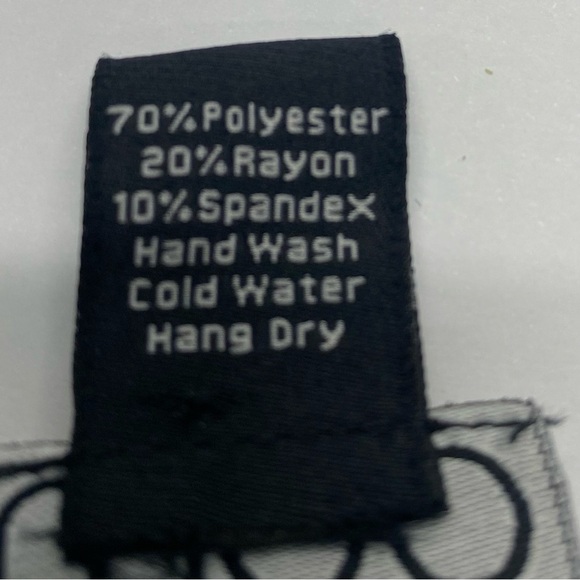 70%Polyester
20%Rayon
10%Spandex
Hand Wash
Cold Water
Hang Dry